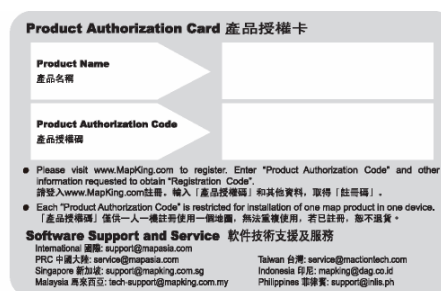 Product Authorization Card 產品授權卡
Product Name
產品名稱
Product Authorization Code
產品授權碼
● Please visit www.MapKing.com to register. Enter "Product Authorization Code" and other
information requested to obtain "Registration Code".
請登入www.MapKing.com註冊。輸入「產品授權碼」和其他資料，取得「註冊碼」。
● Each "Product Authorization Code" is restricted for installation of one map product in one device.
「產品授權碼」僅供一人一機註冊使用一個地圖，無法重複使用，若已註冊，恕不退貨。
Software Support and Service 軟件技術支援及服務
International 國際: support@mapasia.com
PRC 中國大陸: service@mapasia.com
Taiwan 台灣: service@mactiontech.com
Singapore 新加坡: support@mapking.com.sg
Indonesia 印尼: mapking@dag.co.id
Malaysia 馬來西亞: tech-support@mapking.com.my
Philippines 菲律賓: support@inlis.ph